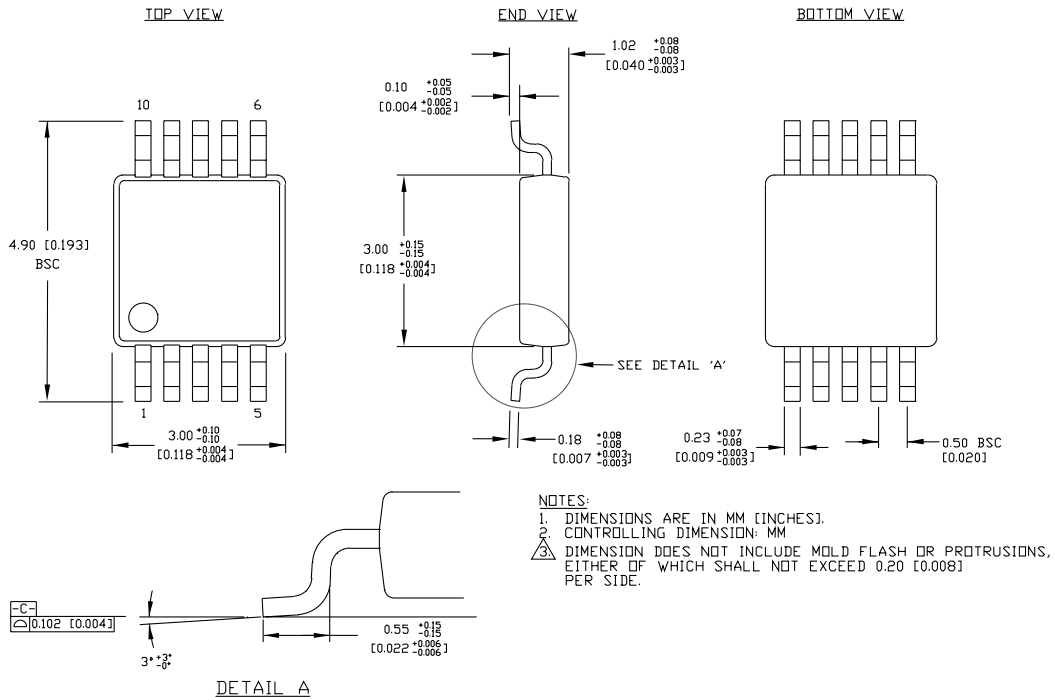 TOP VIEW
END VIEW
BOTTOM VIEW
10
6
4.90 [0.193]
BSC
1
5
3.00 +0.10 -0.10
[0.118 +0.004 -0.004]
1.02 +0.08 -0.08
[0.040 +0.003 -0.003]
0.10 +0.05 -0.05
[0.004 +0.002 -0.002]
3.00 +0.15 -0.15
[0.118 +0.004 -0.004]
SEE DETAIL 'A'
0.18 +0.08 -0.08
[0.007 +0.003 -0.003]
0.23 +0.07 -0.08
[0.009 +0.003 -0.003]
0.50 BSC
[0.020]
NOTES:
1. DIMENSIONS ARE IN MM [INCHES].
2. CONTROLLING DIMENSION: MM
3. DIMENSION DOES NOT INCLUDE MOLD FLASH OR PROTRUSIONS,
EITHER OF WHICH SHALL NOT EXCEED 0.20 [0.008]
PER SIDE.
-C-
0.102 [0.004]
3° +3° -0°
0.55 +0.15 -0.15
[0.022 +0.006 -0.006]
DETAIL A